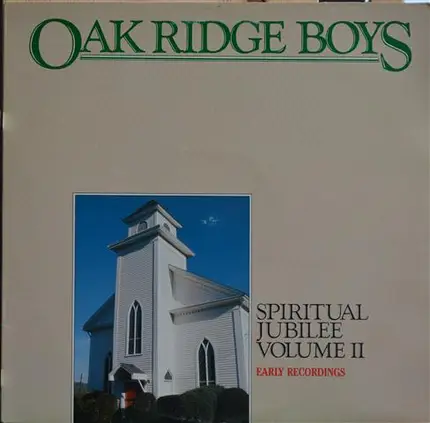 OAK RIDGE BOYS
SPIRITUAL
JUBILEE
VOLUME II
EARLY RECORDINGS